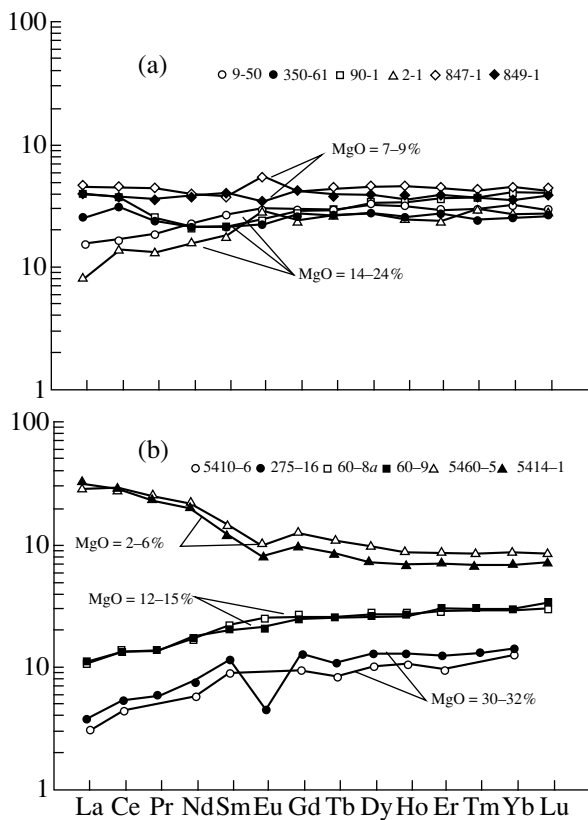 100
(a)
9-50 350-61 90-1 2-1 847-1 849-1
10
MgO = 7–9%
10
MgO = 14–24%
1
100
(b)
5410–6 275–16 60–8a 60–9 5460–5 5414–1
10
MgO = 2–6%
MgO = 12–15%
10
MgO = 30–32%
1
La Ce Pr Nd Sm Eu Gd Tb Dy Ho Er Tm Yb Lu